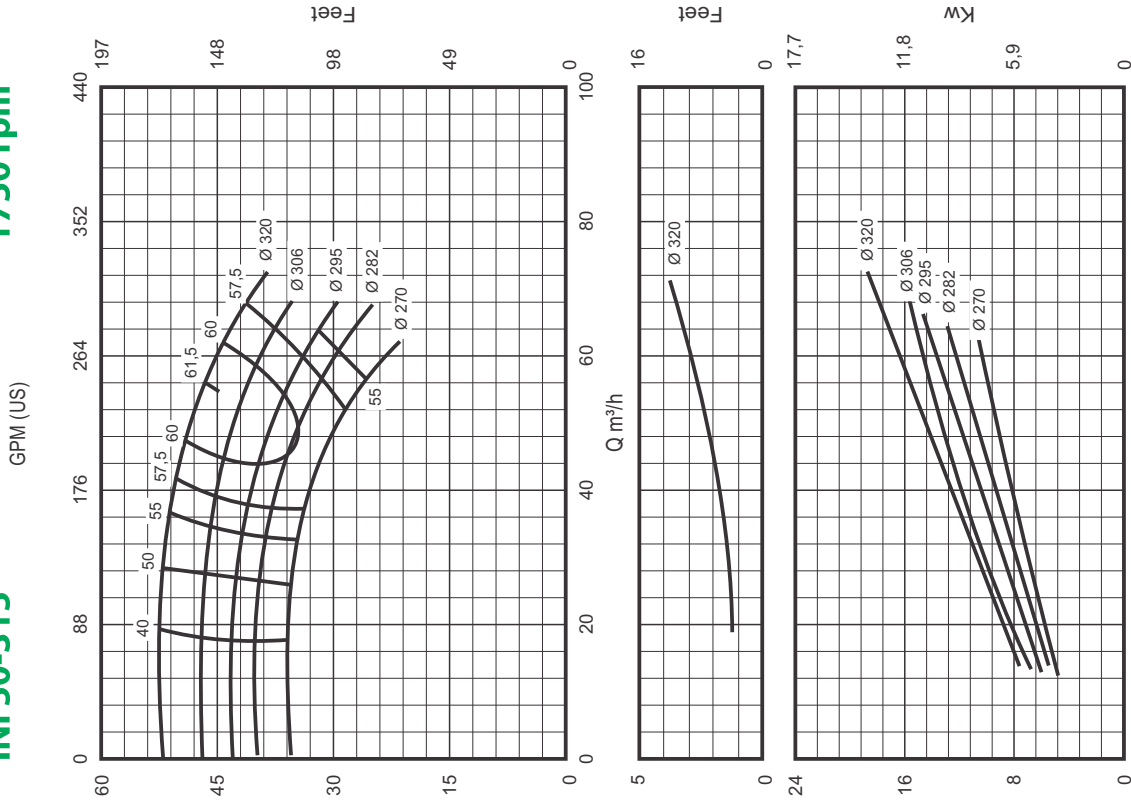 1750 rpm
GPM (US)
0 88 176 264 352 440
60 197
45 148
30 98
15 49
0 0
Feet
40 50 55 57,5 60 61,5 60 57,5
55
Ø 320
Ø 306
Ø 295
Ø 282
Ø 270
0 20 40 60 80 100
Q m³/h
5 16
0 0
Feet
Ø 320
24 17,7
16 11,8
8 5,9
0 0
Kw
Ø 320
Ø 306
Ø 295
Ø 282
Ø 270